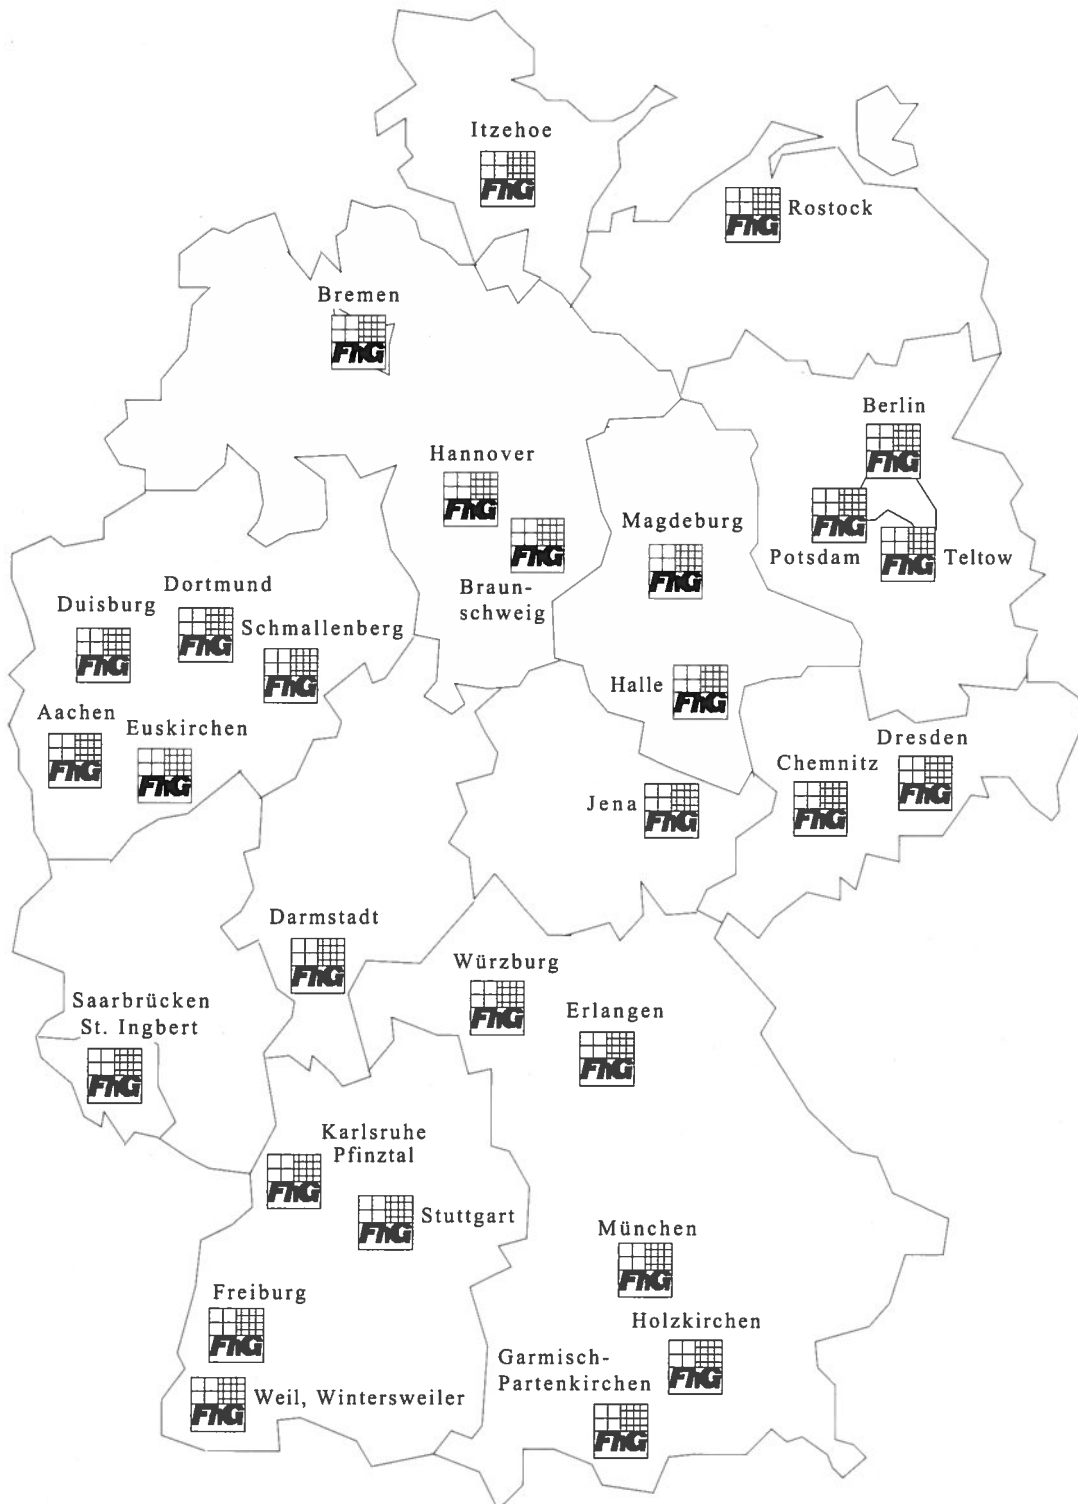 Itzehoe
FhG
Rostock
FhG
Bremen
FhG
Berlin
FhG
Hannover
FhG
Potsdam
FhG
Teltow
FhG
Magdeburg
FhG
Braun-
schweig
FhG
Dortmund
FhG
Duisburg
FhG
Schmallenberg
FhG
Halle
FhG
Aachen
FhG
Euskirchen
FhG
Dresden
FhG
Chemnitz
FhG
Jena
FhG
Darmstadt
FhG
Würzburg
FhG
Erlangen
FhG
Saarbrücken
St. Ingbert
FhG
Karlsruhe
Pfinztal
FhG
Stuttgart
FhG
München
FhG
Freiburg
FhG
Holzkirchen
FhG
Garmisch-
Partenkirchen
FhG
Weil, Wintersweiler
FhG